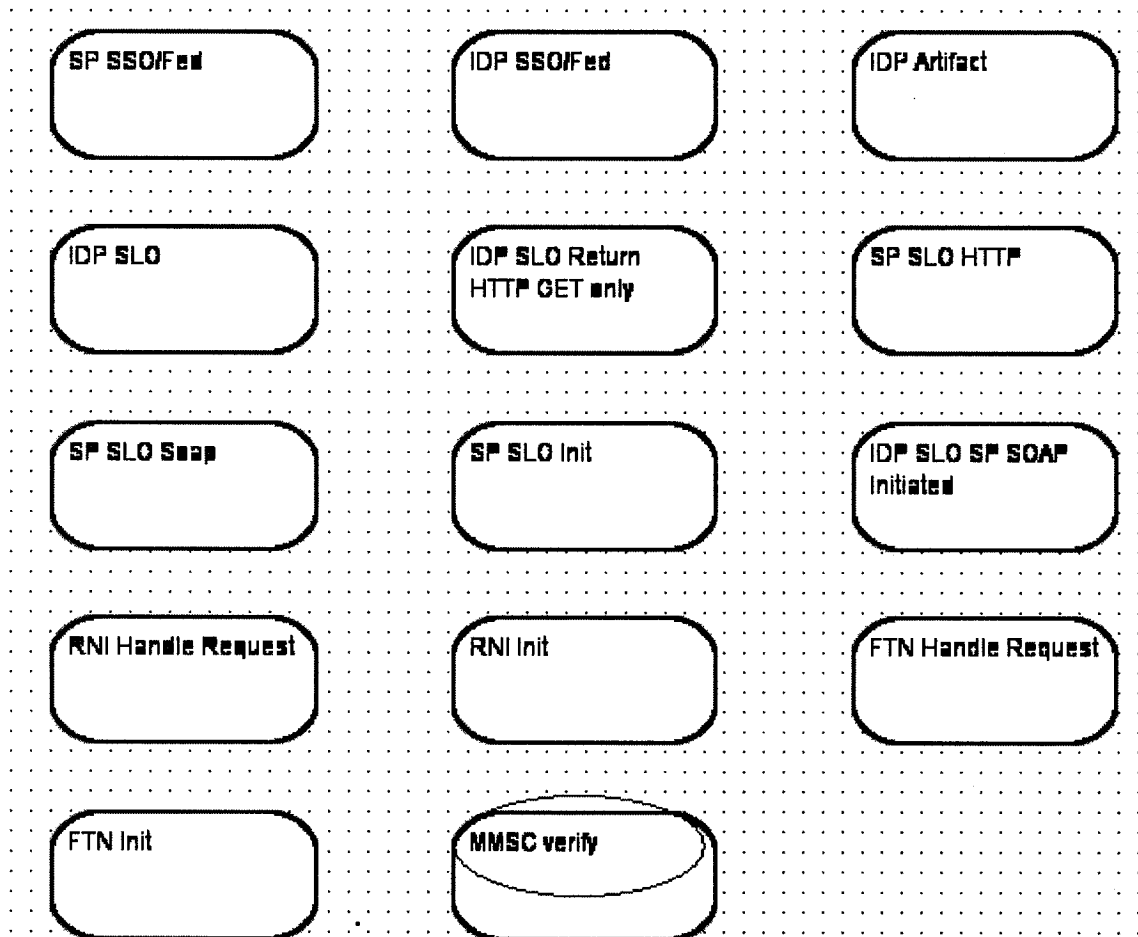 SP SSO/Fed
IDP SSO/Fed
IDP Artifact
IDP SLO
IDP SLO Return
HTTP GET only
SP SLO HTTP
SP SLO Soap
SP SLO Init
IDP SLO SP SOAP
Initiated
RNI Handle Request
RNI Init
FTN Handle Request
FTN Init
MMSC verify